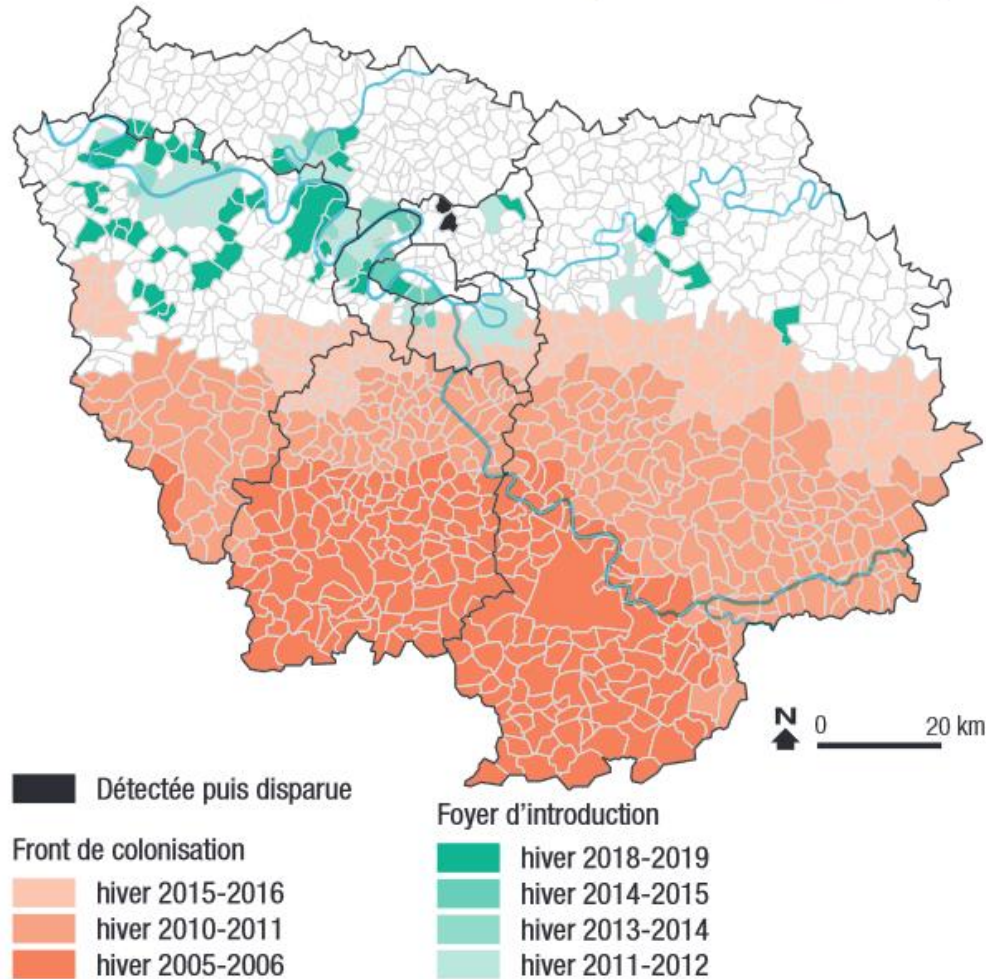 N
0 20 km
Détectée puis disparue
Front de colonisation
hiver 2015-2016
hiver 2010-2011
hiver 2005-2006
Foyer d’introduction
hiver 2018-2019
hiver 2014-2015
hiver 2013-2014
hiver 2011-2012